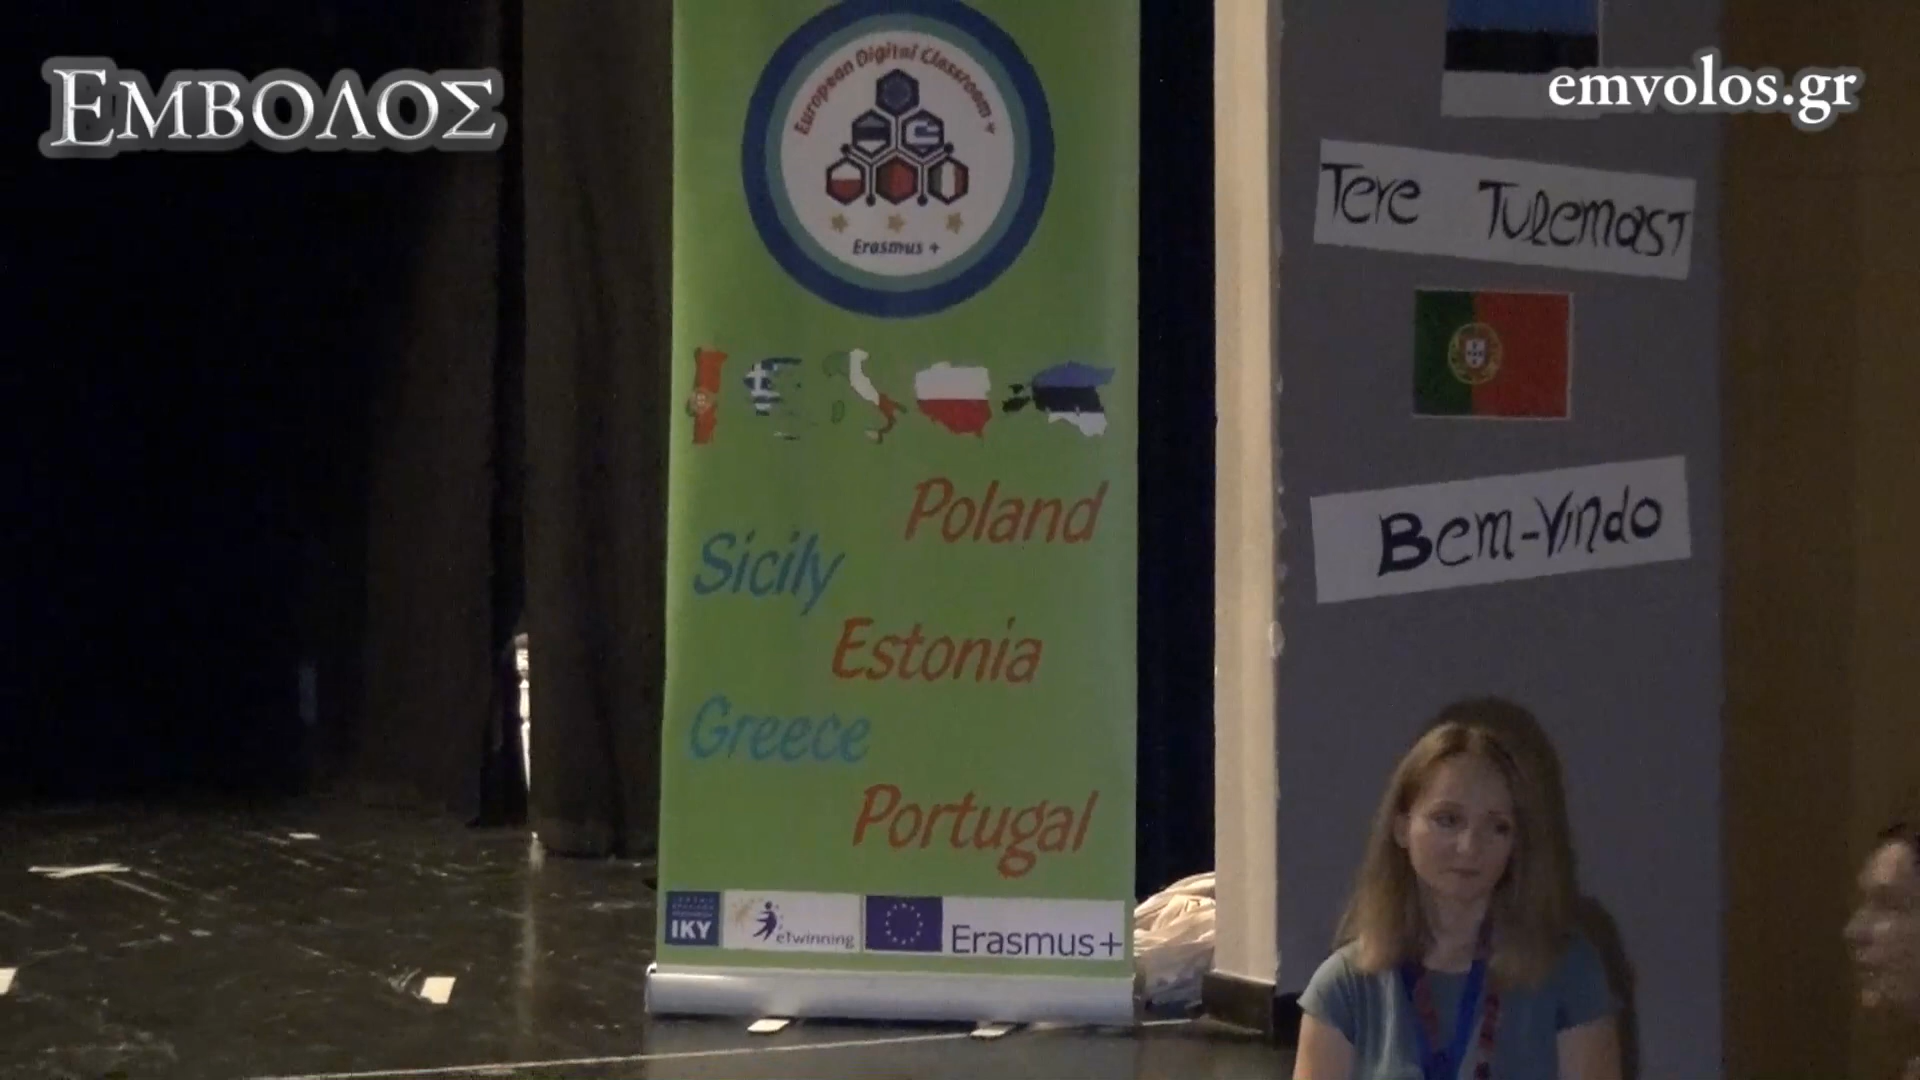 ΕΜΒΟΛΟΣ
emvolos.gr
European Digital Classroom +
Erasmus +
Poland
Sicily
Estonia
Greece
Portugal
IKY
eTwinning
Erasmus+
Tere Tulemast
Bem-Vindo